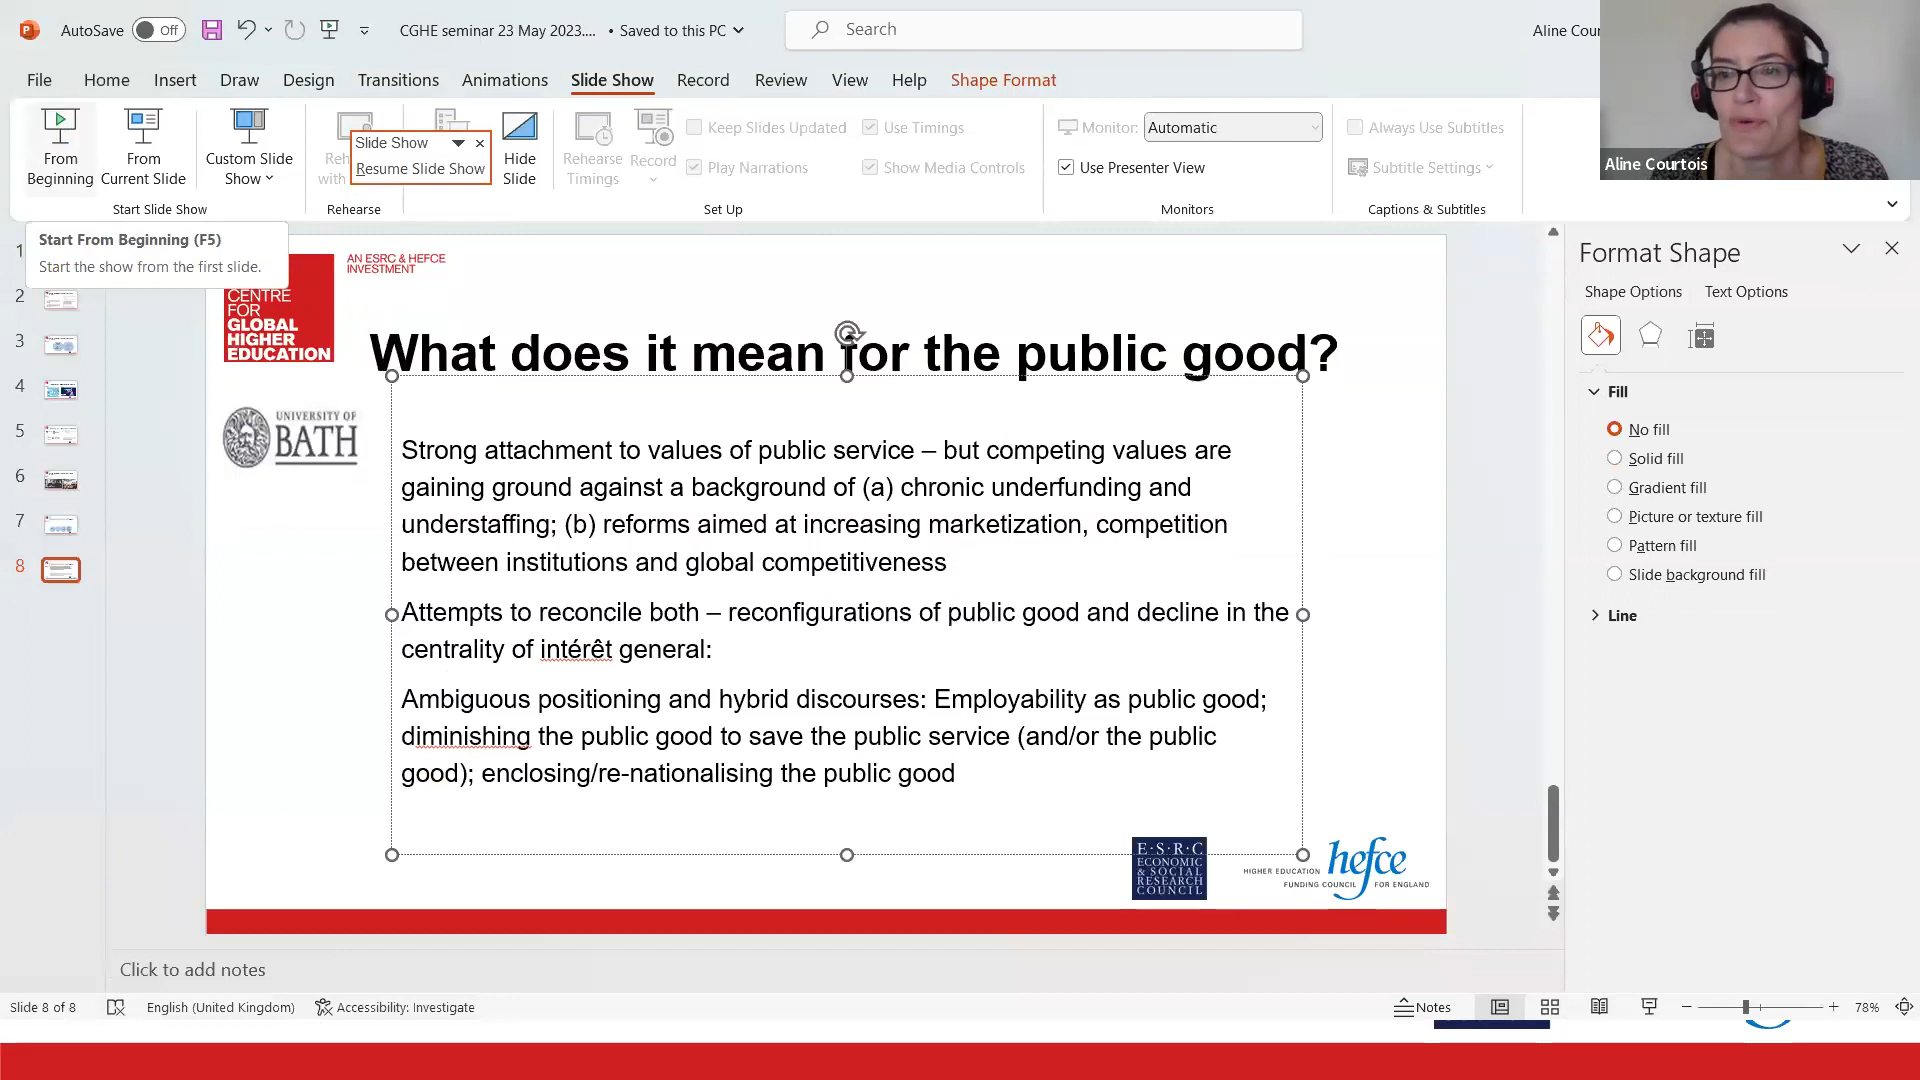 AutoSave Off CGHE seminar 23 May 2023.... • Saved to this PC Search
File Home Insert Draw Design Transitions Animations Slide Show Record Review View Help Shape Format
Aline Courtois
From Beginning
From Current Slide
Custom Slide Show
Slide Show
Resume Slide Show
Hide Slide
Rehearse Timings
Record
Keep Slides Updated
Play Narrations
Use Timings
Show Media Controls
Monitor: Automatic
Use Presenter View
Always Use Subtitles
Subtitle Settings
Start Slide Show
Rehearse
Set Up
Monitors
Captions & Subtitles
Start From Beginning (F5)
Start the show from the first slide.
1
2
3
4
5
6
7
8
AN ESRC & HEFCE
INVESTMENT
CENTRE
FOR
GLOBAL
HIGHER
EDUCATION
UNIVERSITY OF
BATH
What does it mean for the public good?
Strong attachment to values of public service – but competing values are
gaining ground against a background of (a) chronic underfunding and
understaffing; (b) reforms aimed at increasing marketization, competition
between institutions and global competitiveness
Attempts to reconcile both – reconfigurations of public good and decline in the
centrality of intérêt general:
Ambiguous positioning and hybrid discourses: Employability as public good;
diminishing the public good to save the public service (and/or the public
good); enclosing/re-nationalising the public good
E·S·R·C
ECONOMIC
& SOCIAL
RESEARCH
COUNCIL
hefce
HIGHER EDUCATION
FUNDING COUNCIL FOR ENGLAND
Format Shape
Shape Options Text Options
Fill
No fill
Solid fill
Gradient fill
Picture or texture fill
Pattern fill
Slide background fill
Line
Click to add notes
Slide 8 of 8 English (United Kingdom) Accessibility: Investigate Notes 78%